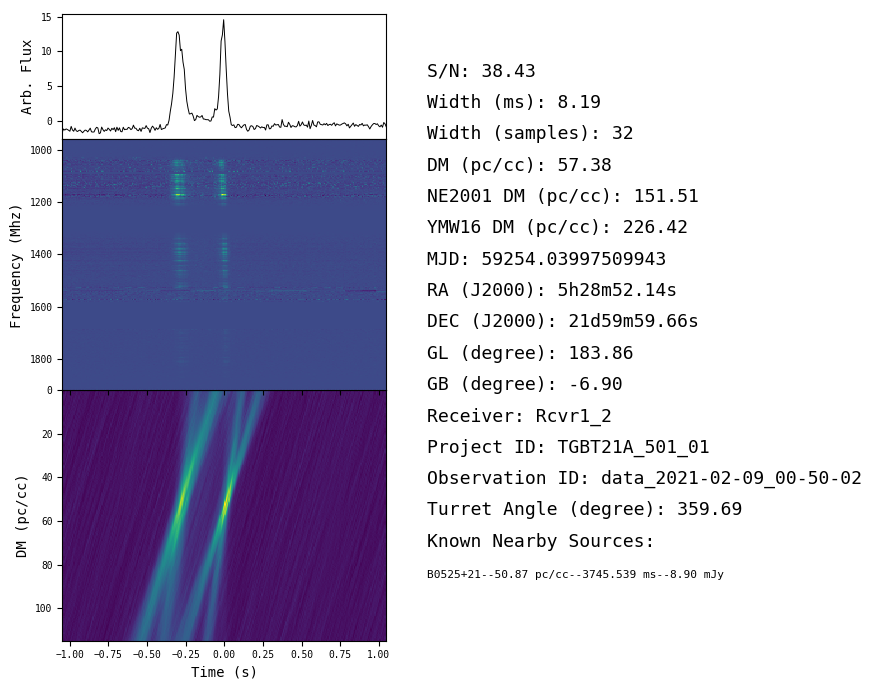 15
10
5
0
Arb. Flux
1000
1200
1400
1600
1800
Frequency (Mhz)
0
20
40
60
80
100
DM (pc/cc)
−1.00 −0.75 −0.50 −0.25 0.00 0.25 0.50 0.75 1.00
Time (s)
S/N: 38.43
Width (ms): 8.19
Width (samples): 32
DM (pc/cc): 57.38
NE2001 DM (pc/cc): 151.51
YMW16 DM (pc/cc): 226.42
MJD: 59254.03997509943
RA (J2000): 5h28m52.14s
DEC (J2000): 21d59m59.66s
GL (degree): 183.86
GB (degree): -6.90
Receiver: Rcvr1_2
Project ID: TGBT21A_501_01
Observation ID: data_2021-02-09_00-50-02
Turret Angle (degree): 359.69
Known Nearby Sources:
B0525+21--50.87 pc/cc--3745.539 ms--8.90 mJy